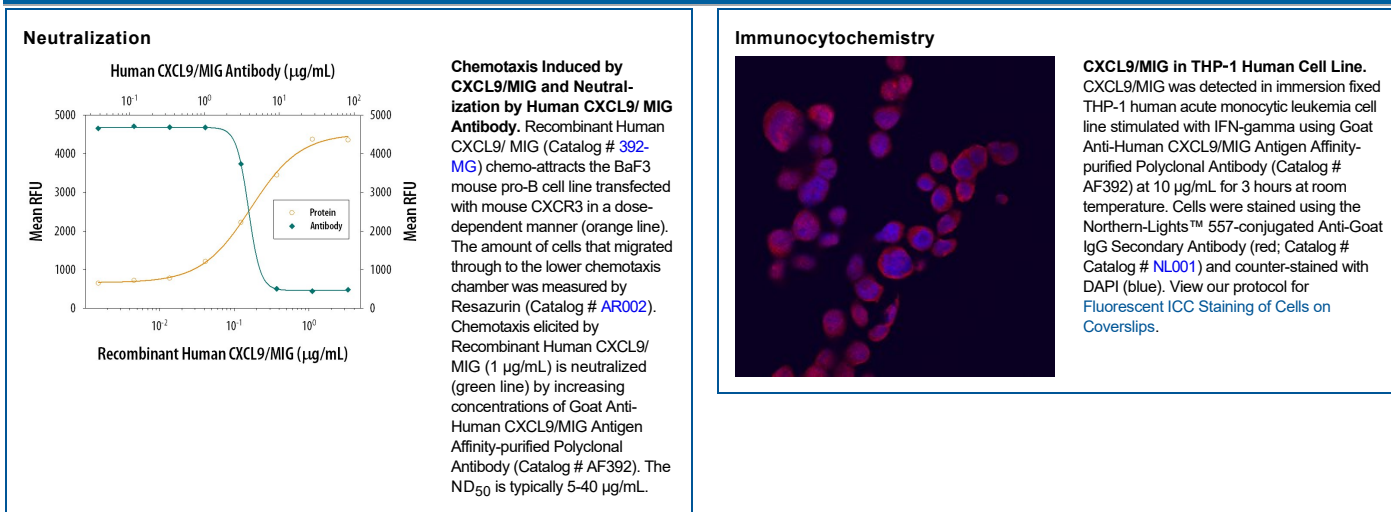 Neutralization
Human CXCL9/MIG Antibody (µg/mL)
10-1 100 101 102
5000 5000
4000 4000
3000 3000
2000 2000
1000 1000
0 0
Mean RFU
Mean RFU
Protein
Antibody
10-2 10-1 100
Recombinant Human CXCL9/MIG (µg/mL)
Chemotaxis Induced by
CXCL9/MIG and Neutral-
ization by Human CXCL9/ MIG
Antibody. Recombinant Human
CXCL9/ MIG (Catalog # 392-
MG) chemo-attracts the BaF3
mouse pro-B cell line transfected
with mouse CXCR3 in a dose-
dependent manner (orange line).
The amount of cells that migrated
through to the lower chemotaxis
chamber was measured by
Resazurin (Catalog # AR002).
Chemotaxis elicited by
Recombinant Human CXCL9/
MIG (1 µg/mL) is neutralized
(green line) by increasing
concentrations of Goat Anti-
Human CXCL9/MIG Antigen
Affinity-purified Polyclonal
Antibody (Catalog # AF392). The
ND50 is typically 5-40 µg/mL.
Immunocytochemistry
CXCL9/MIG in THP-1 Human Cell Line.
CXCL9/MIG was detected in immersion fixed
THP-1 human acute monocytic leukemia cell
line stimulated with IFN-gamma using Goat
Anti-Human CXCL9/MIG Antigen Affinity-
purified Polyclonal Antibody (Catalog #
AF392) at 10 µg/mL for 3 hours at room
temperature. Cells were stained using the
Northern-Lights™ 557-conjugated Anti-Goat
IgG Secondary Antibody (red; Catalog #
Catalog # NL001) and counter-stained with
DAPI (blue). View our protocol for
Fluorescent ICC Staining of Cells on
Coverslips.